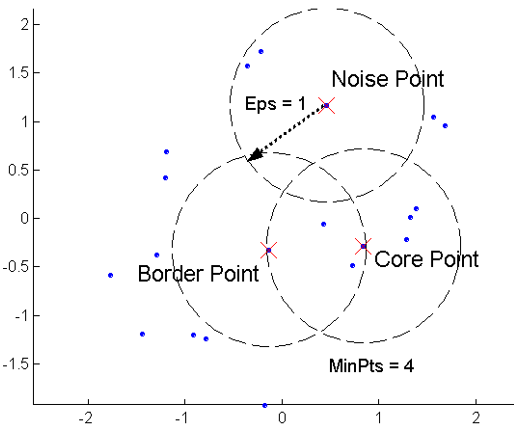 2
1.5
Noise Point
Eps = 1
1
0.5
0
Border Point
Core Point
-0.5
-1
MinPts = 4
-1.5
-2
-1
0
1
2